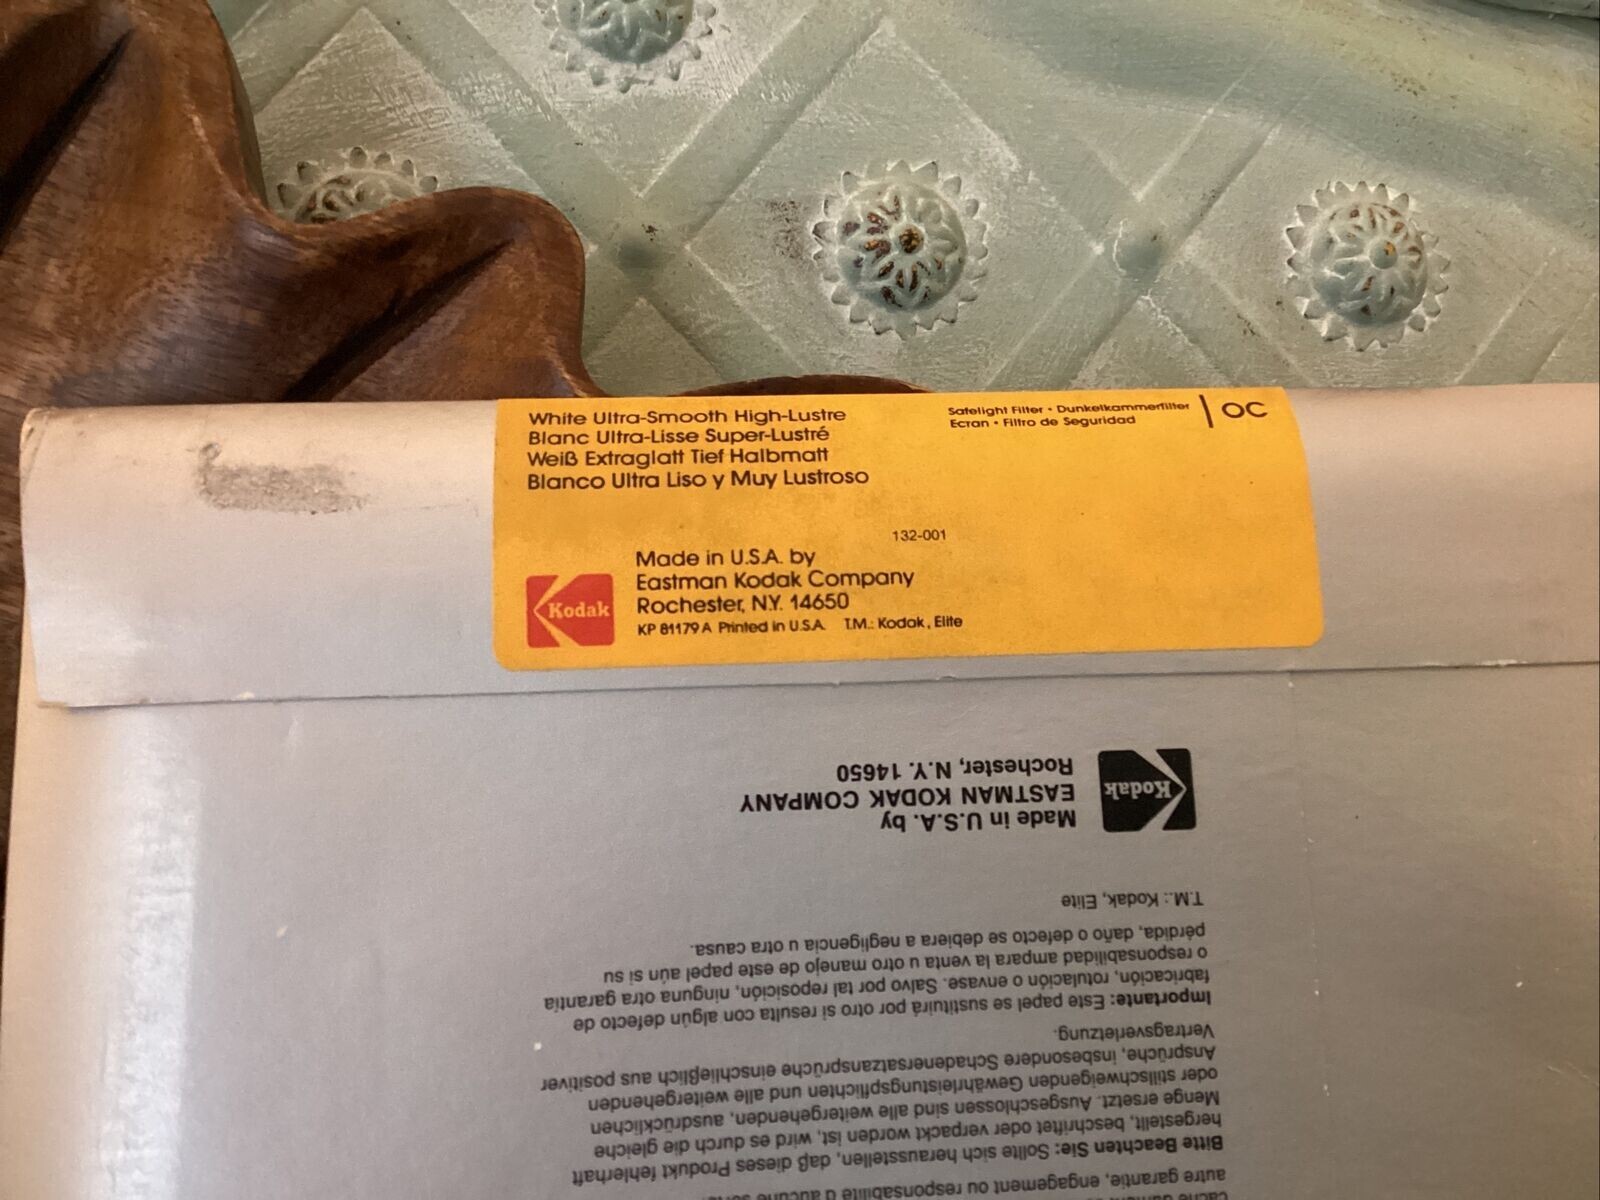 White Ultra-Smooth High-Lustre
Blanc Ultra-Lisse Super-Lustré
Weiß Extraglatt Tief Halbmatt
Blanco Ultra Liso y Muy Lustroso
Safelight Filter • Dunkelkammerfilter
Ecran • Filtro de Seguridad
OC
132-001
Made in U.S.A. by
Eastman Kodak Company
Rochester, N.Y. 14650
KP 81179 A Printed in U.S.A. T.M.: Kodak, Elite
Kodak
autre garantie, engagement ou responsabilité d'aucune
Bitte Beachten Sie: Sollte sich herausstellen, daß dieses Produkt fehlerhaft
hergestellt, beschriftet oder verpackt worden ist, wird es durch die gleiche
Menge ersetzt. Ausgeschlossen sind alle weitergehenden, ausdrücklichen
oder stillschweigenden Gewährleistungspflichten und alle weitergehenden
Ansprüche, insbesondere Schadenersatzansprüche einschließlich aus positiver
Vertragsverletzung.
Importante: Este papel se sustituirá por otro si resulta con algún defecto de
fabricación, rotulación o envase. Salvo por tal reposición, ninguna otra garantía
o responsabilidad ampara la venta u otro manejo de este papel aún si su
pérdida, daño o defecto se debiera a negligencia u otra causa.
T.M.: Kodak, Elite
Kodak
Made in U.S.A. by
EASTMAN KODAK COMPANY
Rochester, N.Y. 14650